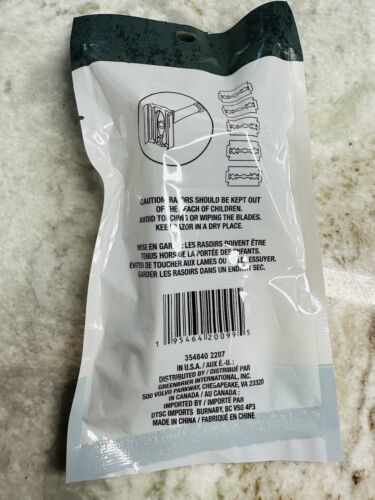 CAUTION: RAZORS SHOULD BE KEPT OUT
OF THE REACH OF CHILDREN.
AVOID TOUCHING OR WIPING THE BLADES.
KEEP RAZOR IN A DRY PLACE.
MISE EN GARDE: LES RASOIRS DOIVENT ÊTRE
TENUS HORS DE LA PORTÉE DES ENFANTS.
ÉVITER DE TOUCHER AUX LAMES OU DE LES ESSUYER.
GARDER LES RASOIRS DANS UN ENDROIT SEC.
1 95464 20099 5
354840 2207
IN U.S.A. / AUX É.-U.:
DISTRIBUTED BY / DISTRIBUÉ PAR
GREENBRIER INTERNATIONAL, INC.
500 VOLVO PARKWAY, CHESAPEAKE, VA 23320
IN CANADA / AU CANADA:
IMPORTED BY / IMPORTÉ PAR
DTSC IMPORTS BURNABY, BC V5G 4P3
MADE IN CHINA / FABRIQUÉ EN CHINE